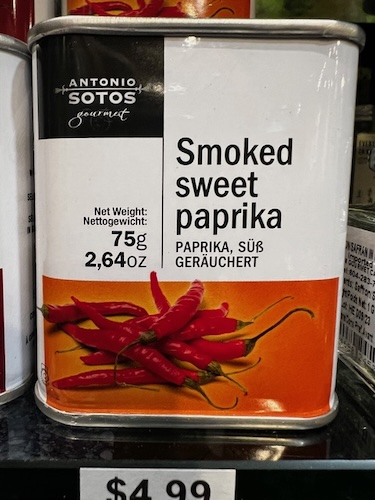 ANTONIO
SOTOS
gourmet
Smoked
sweet
paprika
PAPRIKA, SÜß
GERÄUCHERT
Net Weight:
Nettogewicht:
75g
2,64oz
$4.99